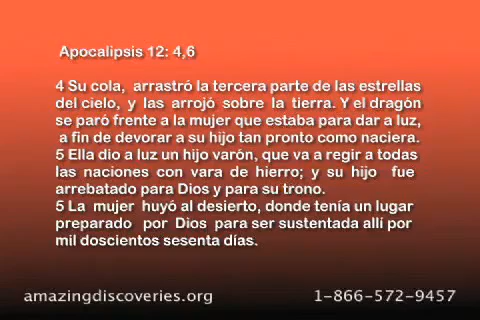 Apocalipsis 12: 4,6
4 Su cola, arrastró la tercera parte de las estrellas
del cielo, y las arrojó sobre la tierra. Y el dragón
se paró frente a la mujer que estaba para dar a luz,
a fin de devorar a su hijo tan pronto como naciera.
5 Ella dio a luz un hijo varón, que va a regir a todas
las naciones con vara de hierro; y su hijo fue
arrebatado para Dios y para su trono.
5 La mujer huyó al desierto, donde tenía un lugar
preparado por Dios para ser sustentada allí por
mil doscientos sesenta días.
amazingdiscoveries.org 1-866-572-9457